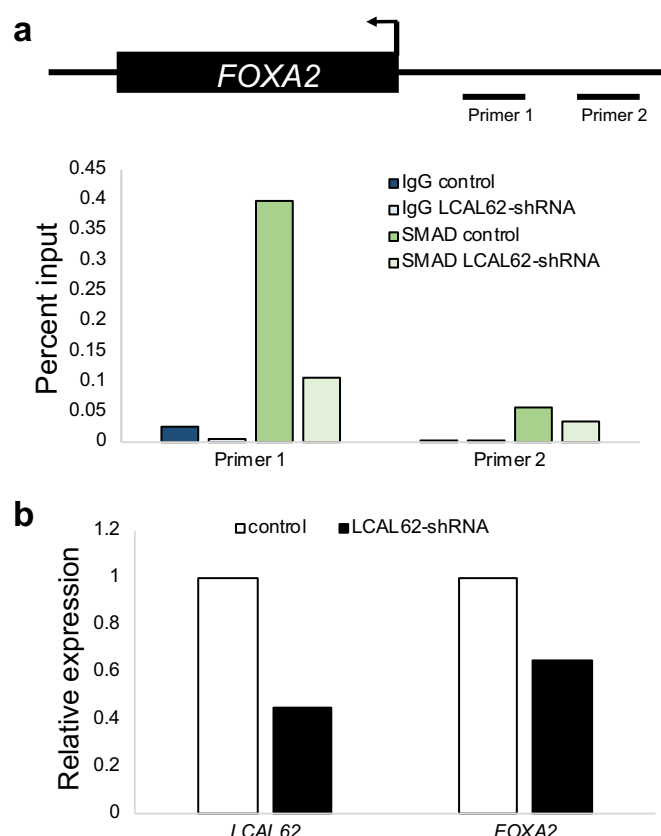 a
FOXA2
Primer 1
Primer 2
0.45
0.4
0.35
0.3
0.25
0.2
0.15
0.1
0.05
0
Percent input
IgG control
IgG LCAL62-shRNA
SMAD control
SMAD LCAL62-shRNA
Primer 1
Primer 2
b
1.2
1
0.8
0.6
0.4
0.2
0
Relative expression
control
LCAL62-shRNA
LCAL62
FOXA2